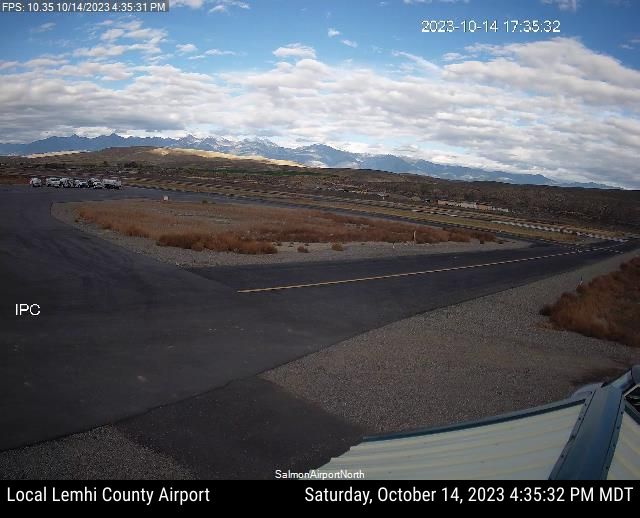 FPS: 10.35 10/14/2023 4:35:31 PM
2023-10-14 17:35:32
IPC
SalmonAirportNorth
Local Lemhi County Airport
Saturday, October 14, 2023 4:35:32 PM MDT